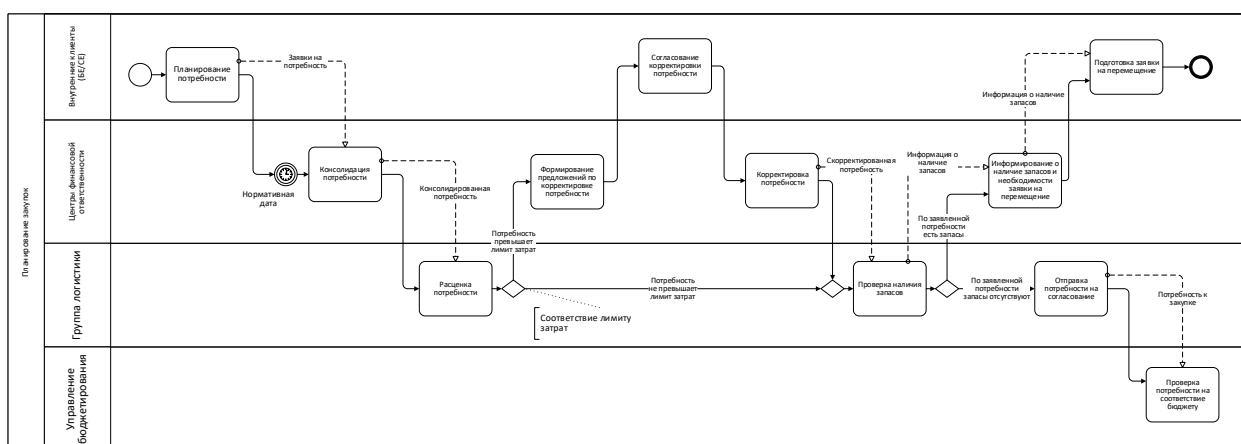 Планирование закупок
Внутренние клиенты
(БЕ/СЕ)
Планирование
потребности
Заявки на
потребность
Согласование
корректировки
потребности
Информация о наличие
запасов
Подготовка заявки
на перемещение
Центры финансовой
ответственности
Нормативная
дата
Консолидация
потребности
Консолидированная
потребность
Формирование
предложений по
корректировке
потребности
Потребность
превышает
лимит затрат
Корректировка
потребности
Скорректированная
потребность
Информация о
наличие
запасов
По заявленной
потребности
есть запасы
Информирование о
наличие запасов и
необходимости
заявки на
перемещение
Группа логистики
Расценка
потребности
Соответствие лимиту
затрат
Потребность
не превышает
лимит затрат
Проверка наличия
запасов
По заявленной
потребности
запасы отсутствуют
Отправка
потребности на
согласование
Потребность к
закупке
Управление
бюджетирования
Проверка
потребности на
соответствие
бюджету